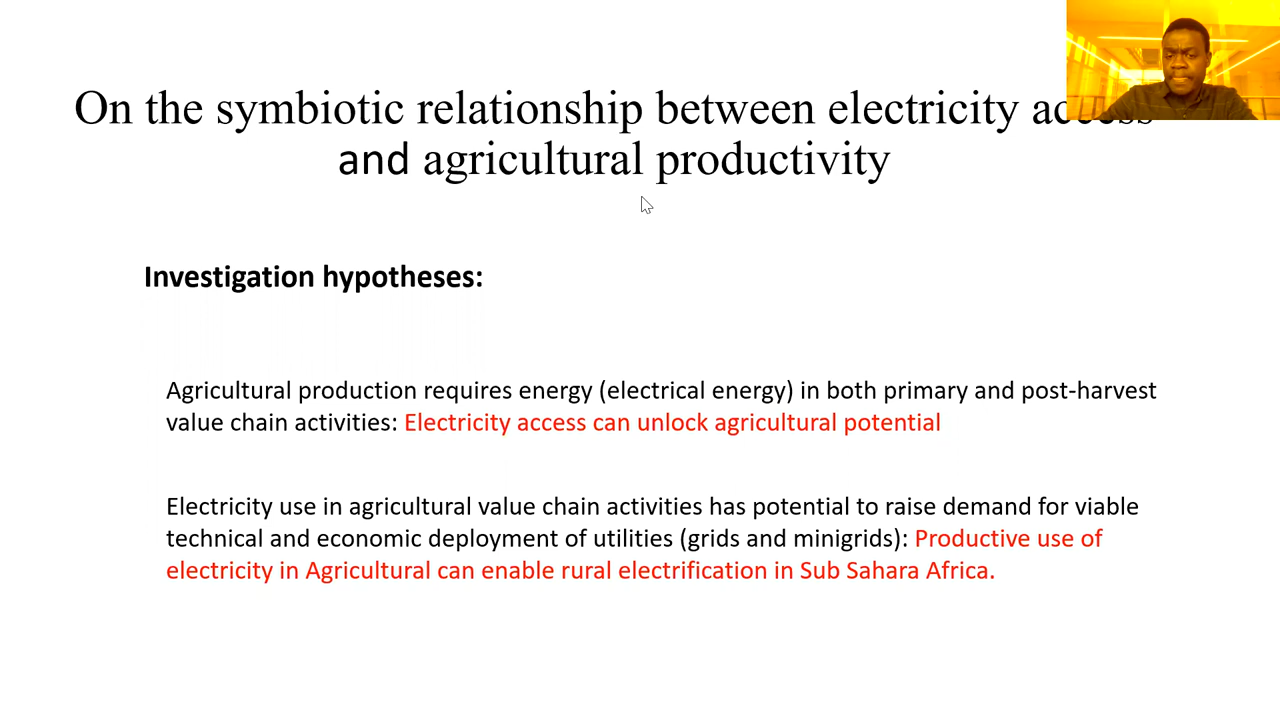 On the symbiotic relationship between electricity access
and agricultural productivity
Investigation hypotheses:
Agricultural production requires energy (electrical energy) in both primary and post-harvest
value chain activities: Electricity access can unlock agricultural potential
Electricity use in agricultural value chain activities has potential to raise demand for viable
technical and economic deployment of utilities (grids and minigrids): Productive use of
electricity in Agricultural can enable rural electrification in Sub Sahara Africa.